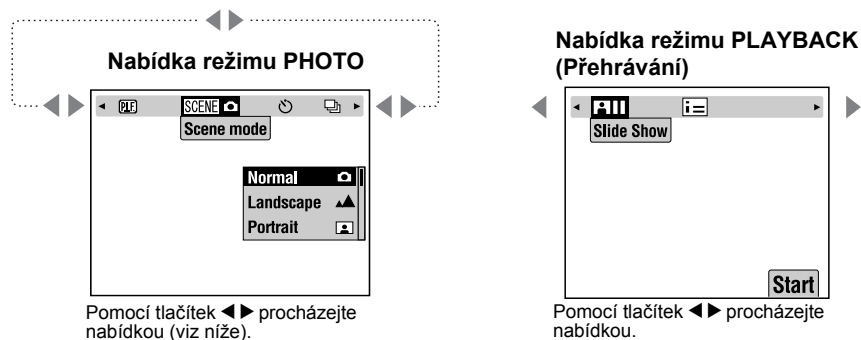 Nabídka režimu PHOTO
P.I.F. SCENE
Scene mode
Normal
Landscape
Portrait
Pomocí tlačítek ◀▶ procházejte
nabídkou (viz níže).
Nabídka režimu PLAYBACK
(Přehrávání)
Slide Show
Start
Pomocí tlačítek ◀▶ procházejte
nabídkou.